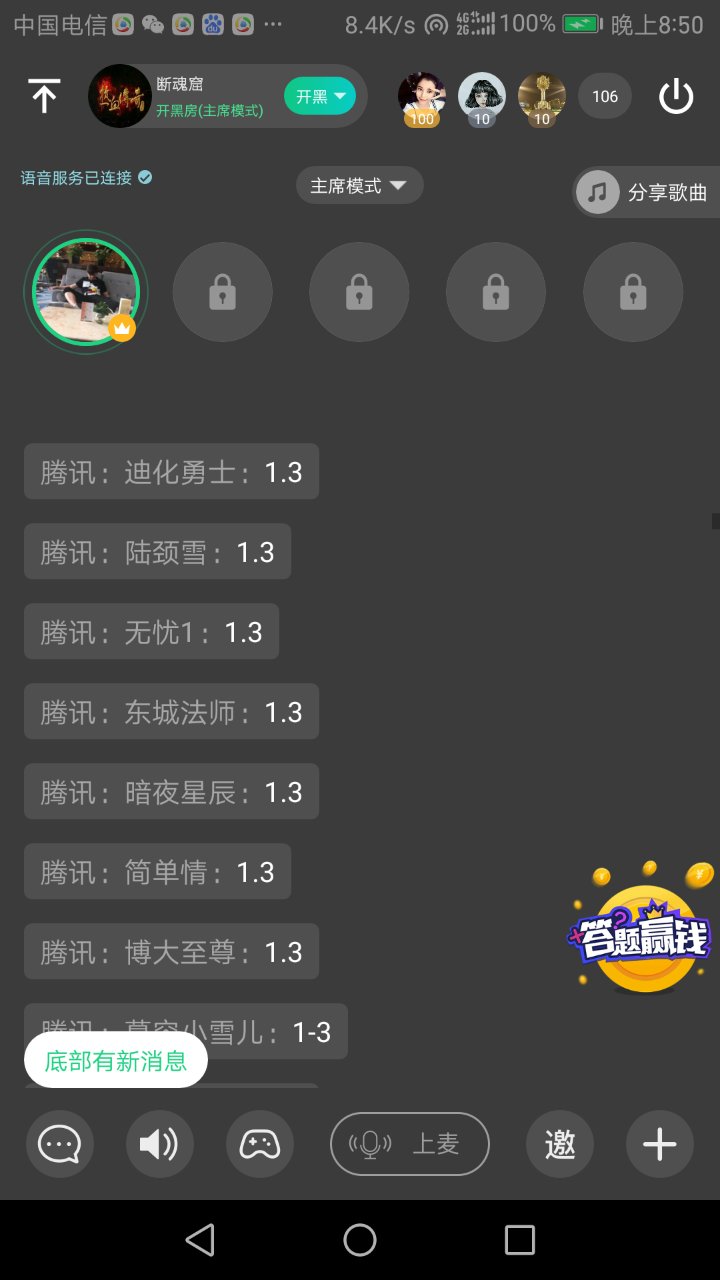 中国电信 ··· 8.4K/s 4G 2G 100% 晚上8:50
断魂窟
开黑房(主席模式)
开黑
100 10 10 106
语音服务已连接
主席模式
分享歌曲
腾讯：迪化勇士：1.3
腾讯：陆颈雪：1.3
腾讯：无忧1：1.3
腾讯：东城法师：1.3
腾讯：暗夜星辰：1.3
腾讯：简单情：1.3
腾讯：博大至尊：1.3
答题赢钱
小雪儿：1-3
底部有新消息
上麦
邀